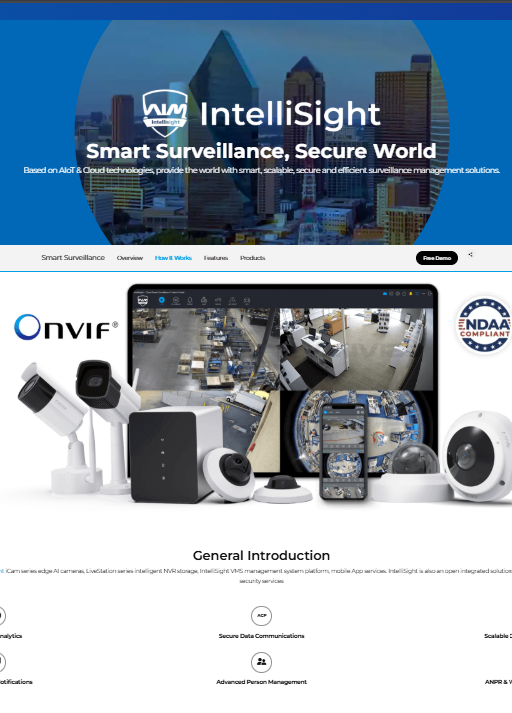 AIM
IntelliSight
IntelliSight
Smart Surveillance, Secure World
Based on AIoT & Cloud technologies, provide the world with smart, scalable, secure and efficient surveillance management solutions.
Smart Surveillance Overview How It Works Features Products Free Demo
ONVIF®
NDAA
COMPLIANT
General Introduction
iCam series edge AI cameras, LiveStation series intelligent NVR storage, IntelliSight VMS management system platform, mobile App services. IntelliSight is also an open integrated solution
security services
ACP
nalytics Secure Data Communications Scalable
otifications Advanced Person Management ANPR &